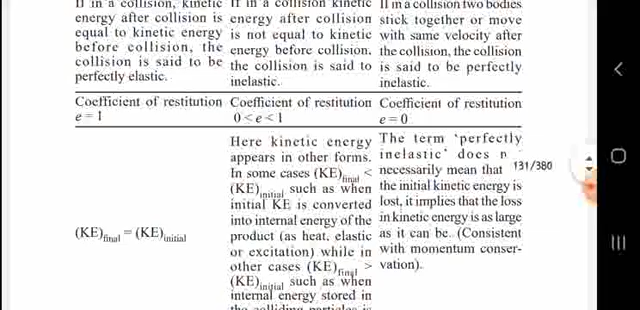 If in a collision, kinetic
energy after collision is
equal to kinetic energy
before collision, the
collision is said to be
perfectly elastic.
If in a collision kinetic
energy after collision
is not equal to kinetic
energy before collision,
the collision is said to
inelastic.
If in a collision two bodies
stick together or move
with same velocity after
the collision, the collision
is said to be perfectly
inelastic.
Coefficient of restitution
e = 1
Coefficient of restitution
0 < e < 1
Coefficient of restitution
e = 0
(KE)final = (KE)initial
Here kinetic energy
appears in other forms.
In some cases (KE)final <
(KE)initial such as when
initial KE is converted
into internal energy of the
product (as heat, elastic
or excitation) while in
other cases (KE)final >
(KE)initial such as when
internal energy stored in
the colliding particles is
The term 'perfectly
inelastic' does n
necessarily mean that
the initial kinetic energy is
lost, it implies that the loss
in kinetic energy is as large
as it can be. (Consistent
with momentum conser-
vation).
131/380